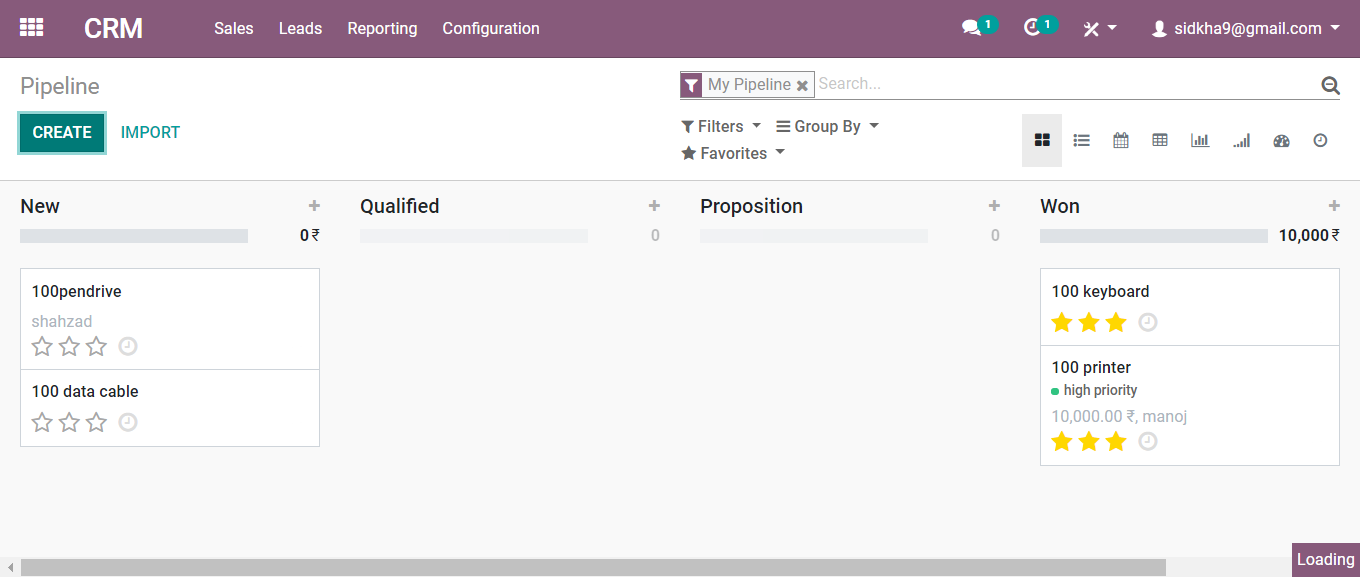 CRM Sales Leads Reporting Configuration 1 1 sidkha9@gmail.com
Pipeline
My Pipeline Search...
CREATE IMPORT
Filters Group By
Favorites
New Qualified Proposition Won
0 ₹ 0 0 10,000 ₹
100pendrive
shahzad
100 data cable
100 keyboard
100 printer
high priority
10,000.00 ₹, manoj
Loading